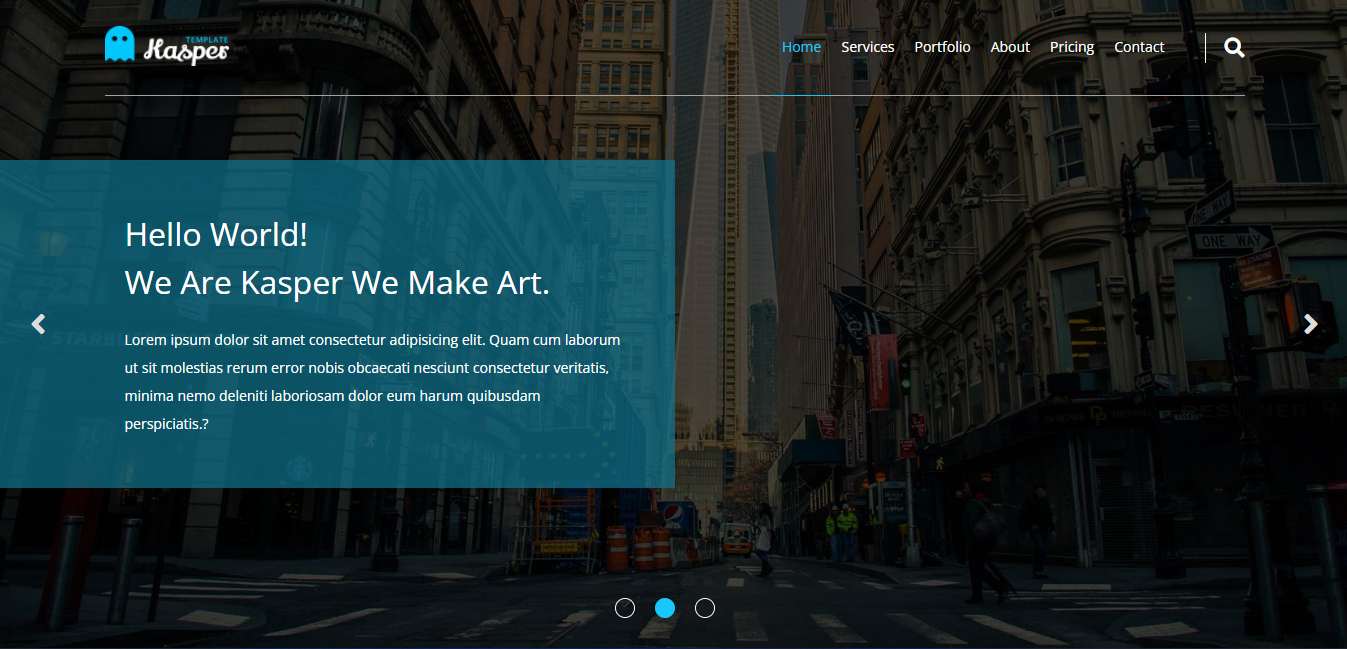 TEMPLATE
Kasper
Home Services Portfolio About Pricing Contact
ONE WAY
ONE WAY
Hello World!
We Are Kasper We Make Art.
STARB
Lorem ipsum dolor sit amet consectetur adipisicing elit. Quam cum laborum
ut sit molestias rerum error nobis obcaecati nesciunt consectetur veritatis,
minima nemo deleniti laboriosam dolor eum harum quibusdam
perspiciatis.?
pepsi